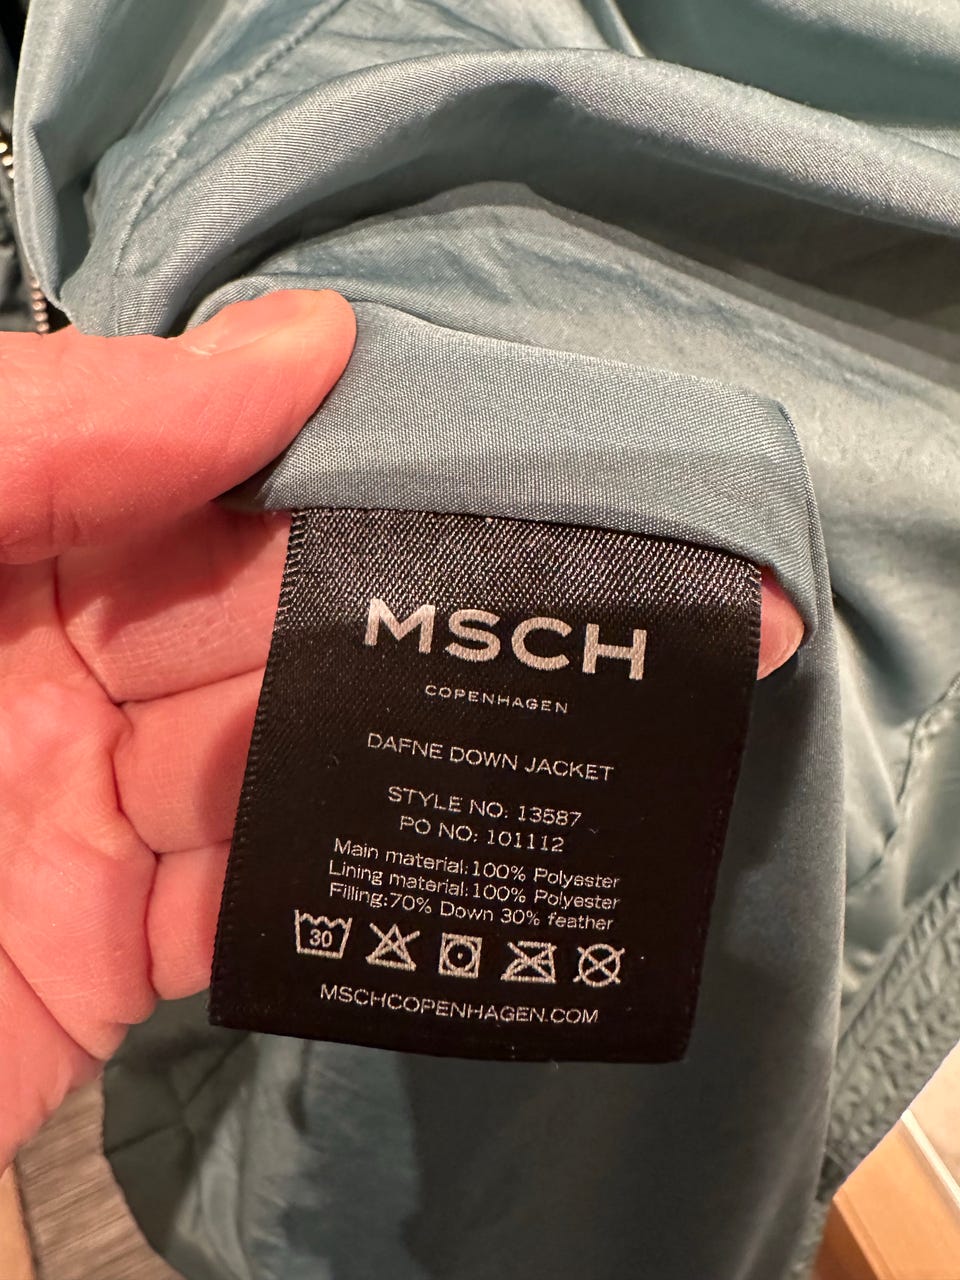 MSCH
COPENHAGEN
DAFNE DOWN JACKET
STYLE NO: 13587
PO NO: 101112
Main material:100% Polyester
Lining material:100% Polyester
Filling:70% Down 30% feather
30
MSCHCOPENHAGEN.COM